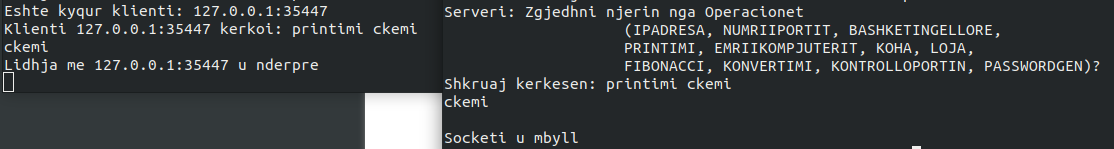 Eshte kyqur klienti: 127.0.0.1:35447
Klienti 127.0.0.1:35447 kerkoi: printimi ckemi
ckemi
Lidhja me 127.0.0.1:35447 u nderpre
Serveri: Zgjedhni njerin nga Operacionet
(IPADRESA, NUMRIIPORTIT, BASHKETINGELLORE,
PRINTIMI, EMRIIKOMPJUTERIT, KOHA, LOJA,
FIBONACCI, KONVERTIMI, KONTROLLOPORTIN, PASSWORDGEN)?
Shkruaj kerkesen: printimi ckemi
ckemi
Socketi u mbyll